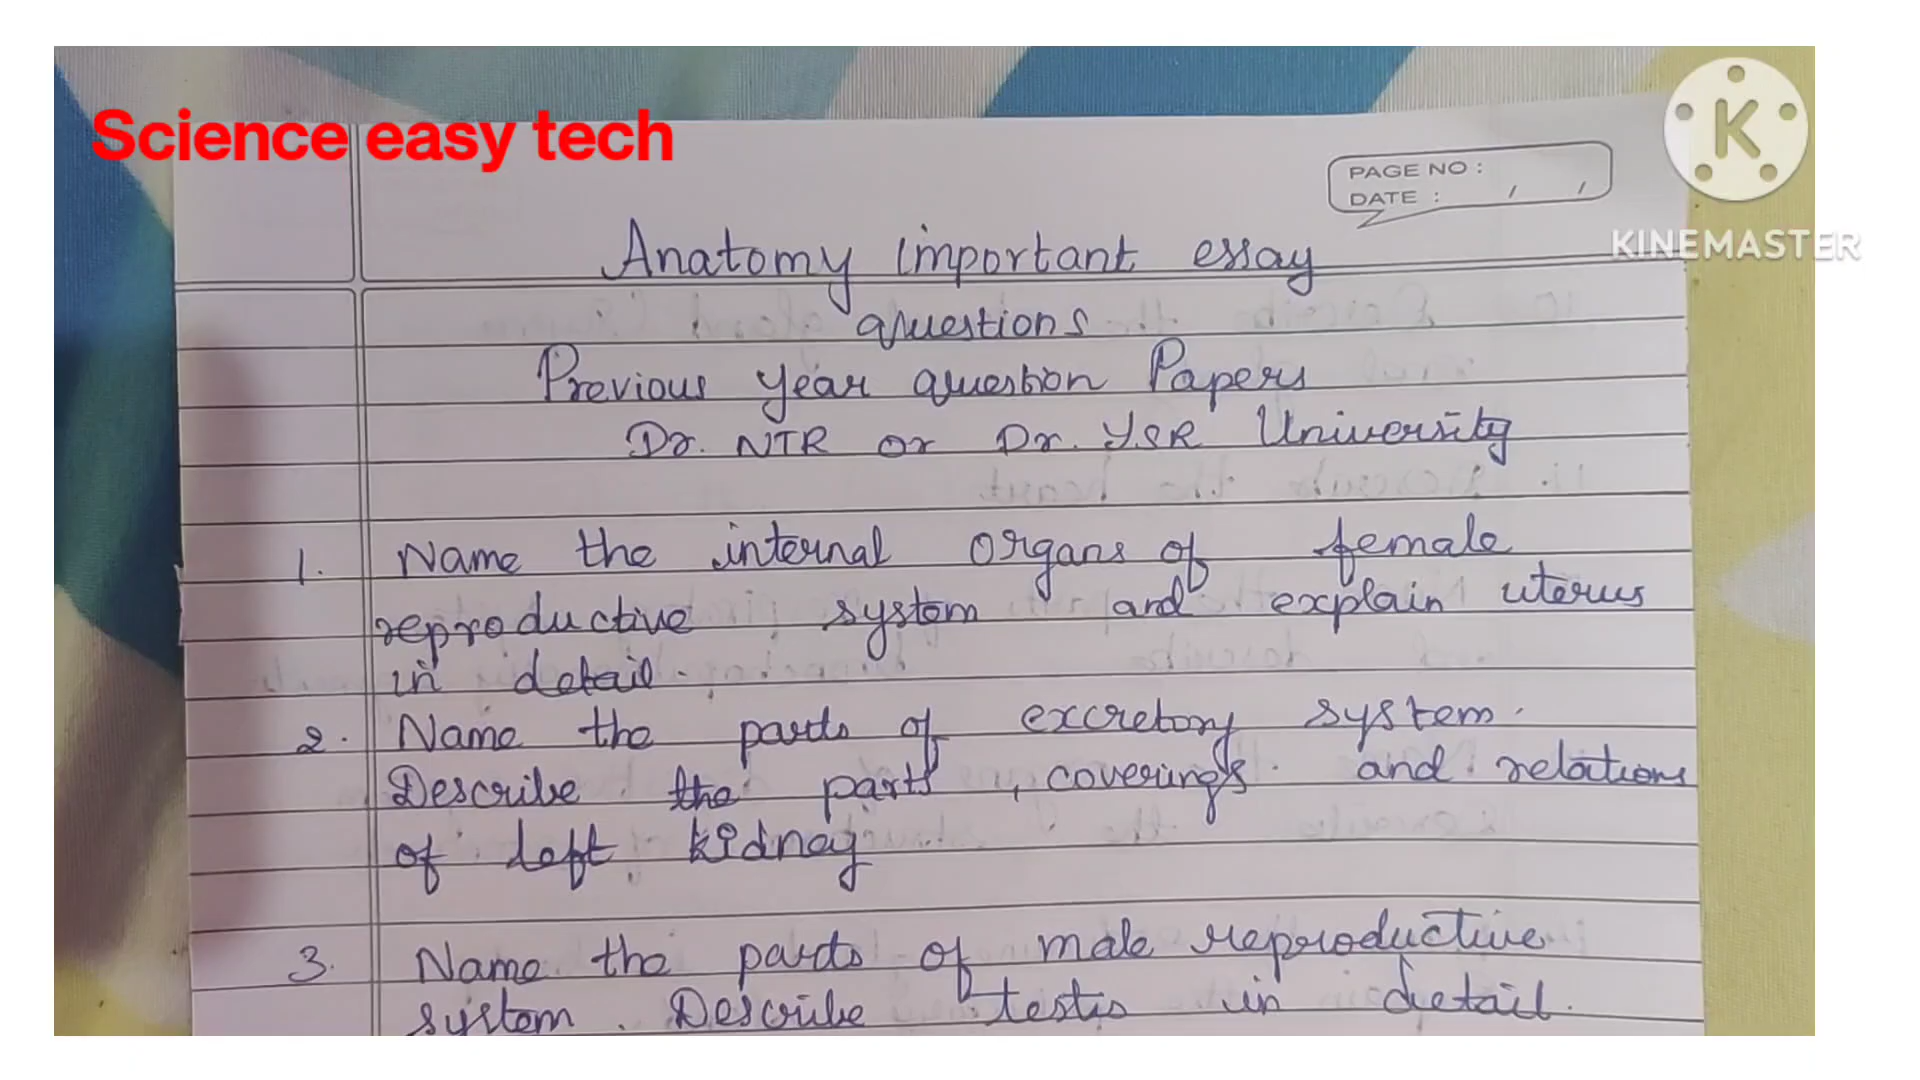 Science easy tech
PAGE NO :
DATE : / /
K
KINEMASTER
Anatomy important essay
questions
Previous year question Papers
Dr. NTR or Dr. YSR University
1. Name the internal organs of female
reproductive system and explain uterus
in detail.
2. Name the parts of excretory system.
Describe the parts, coverings and relations
of left kidney
3. Name the parts of male reproductive
system. Describe testis in detail.